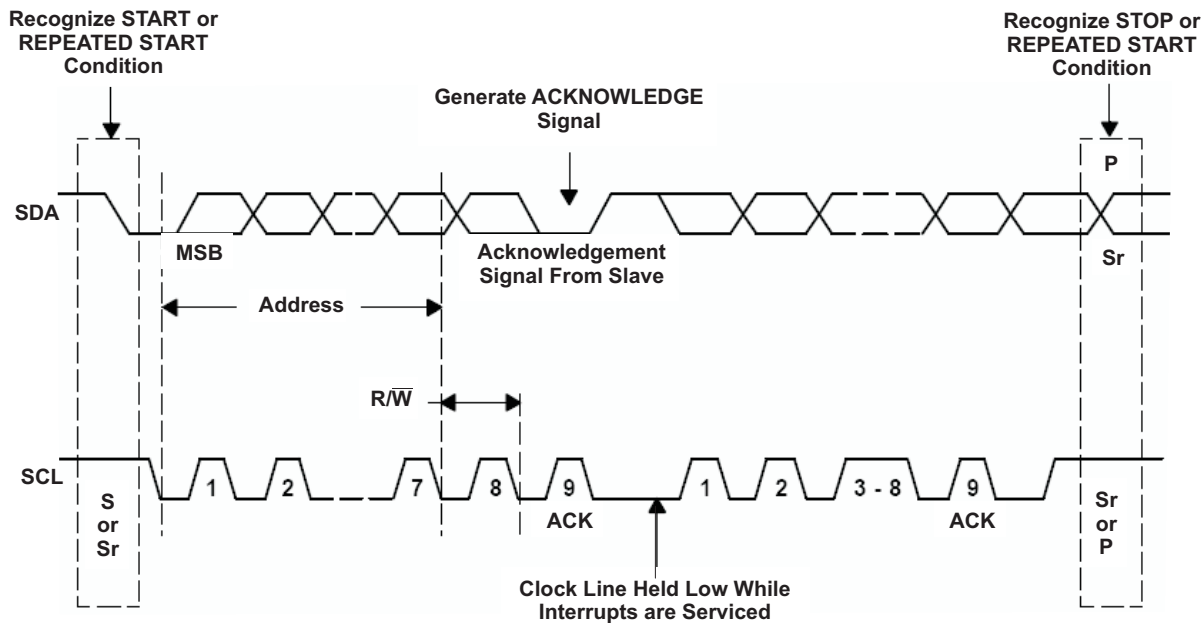 Recognize START or
REPEATED START
Condition
Recognize STOP or
REPEATED START
Condition
Generate ACKNOWLEDGE
Signal
P
SDA
MSB
Acknowledgement
Signal From Slave
Sr
Address
R/W̅
SCL
1
2
7
8
9
1
2
3 - 8
9
ACK
ACK
S
or
Sr
Sr
or
P
Clock Line Held Low While
Interrupts are Serviced